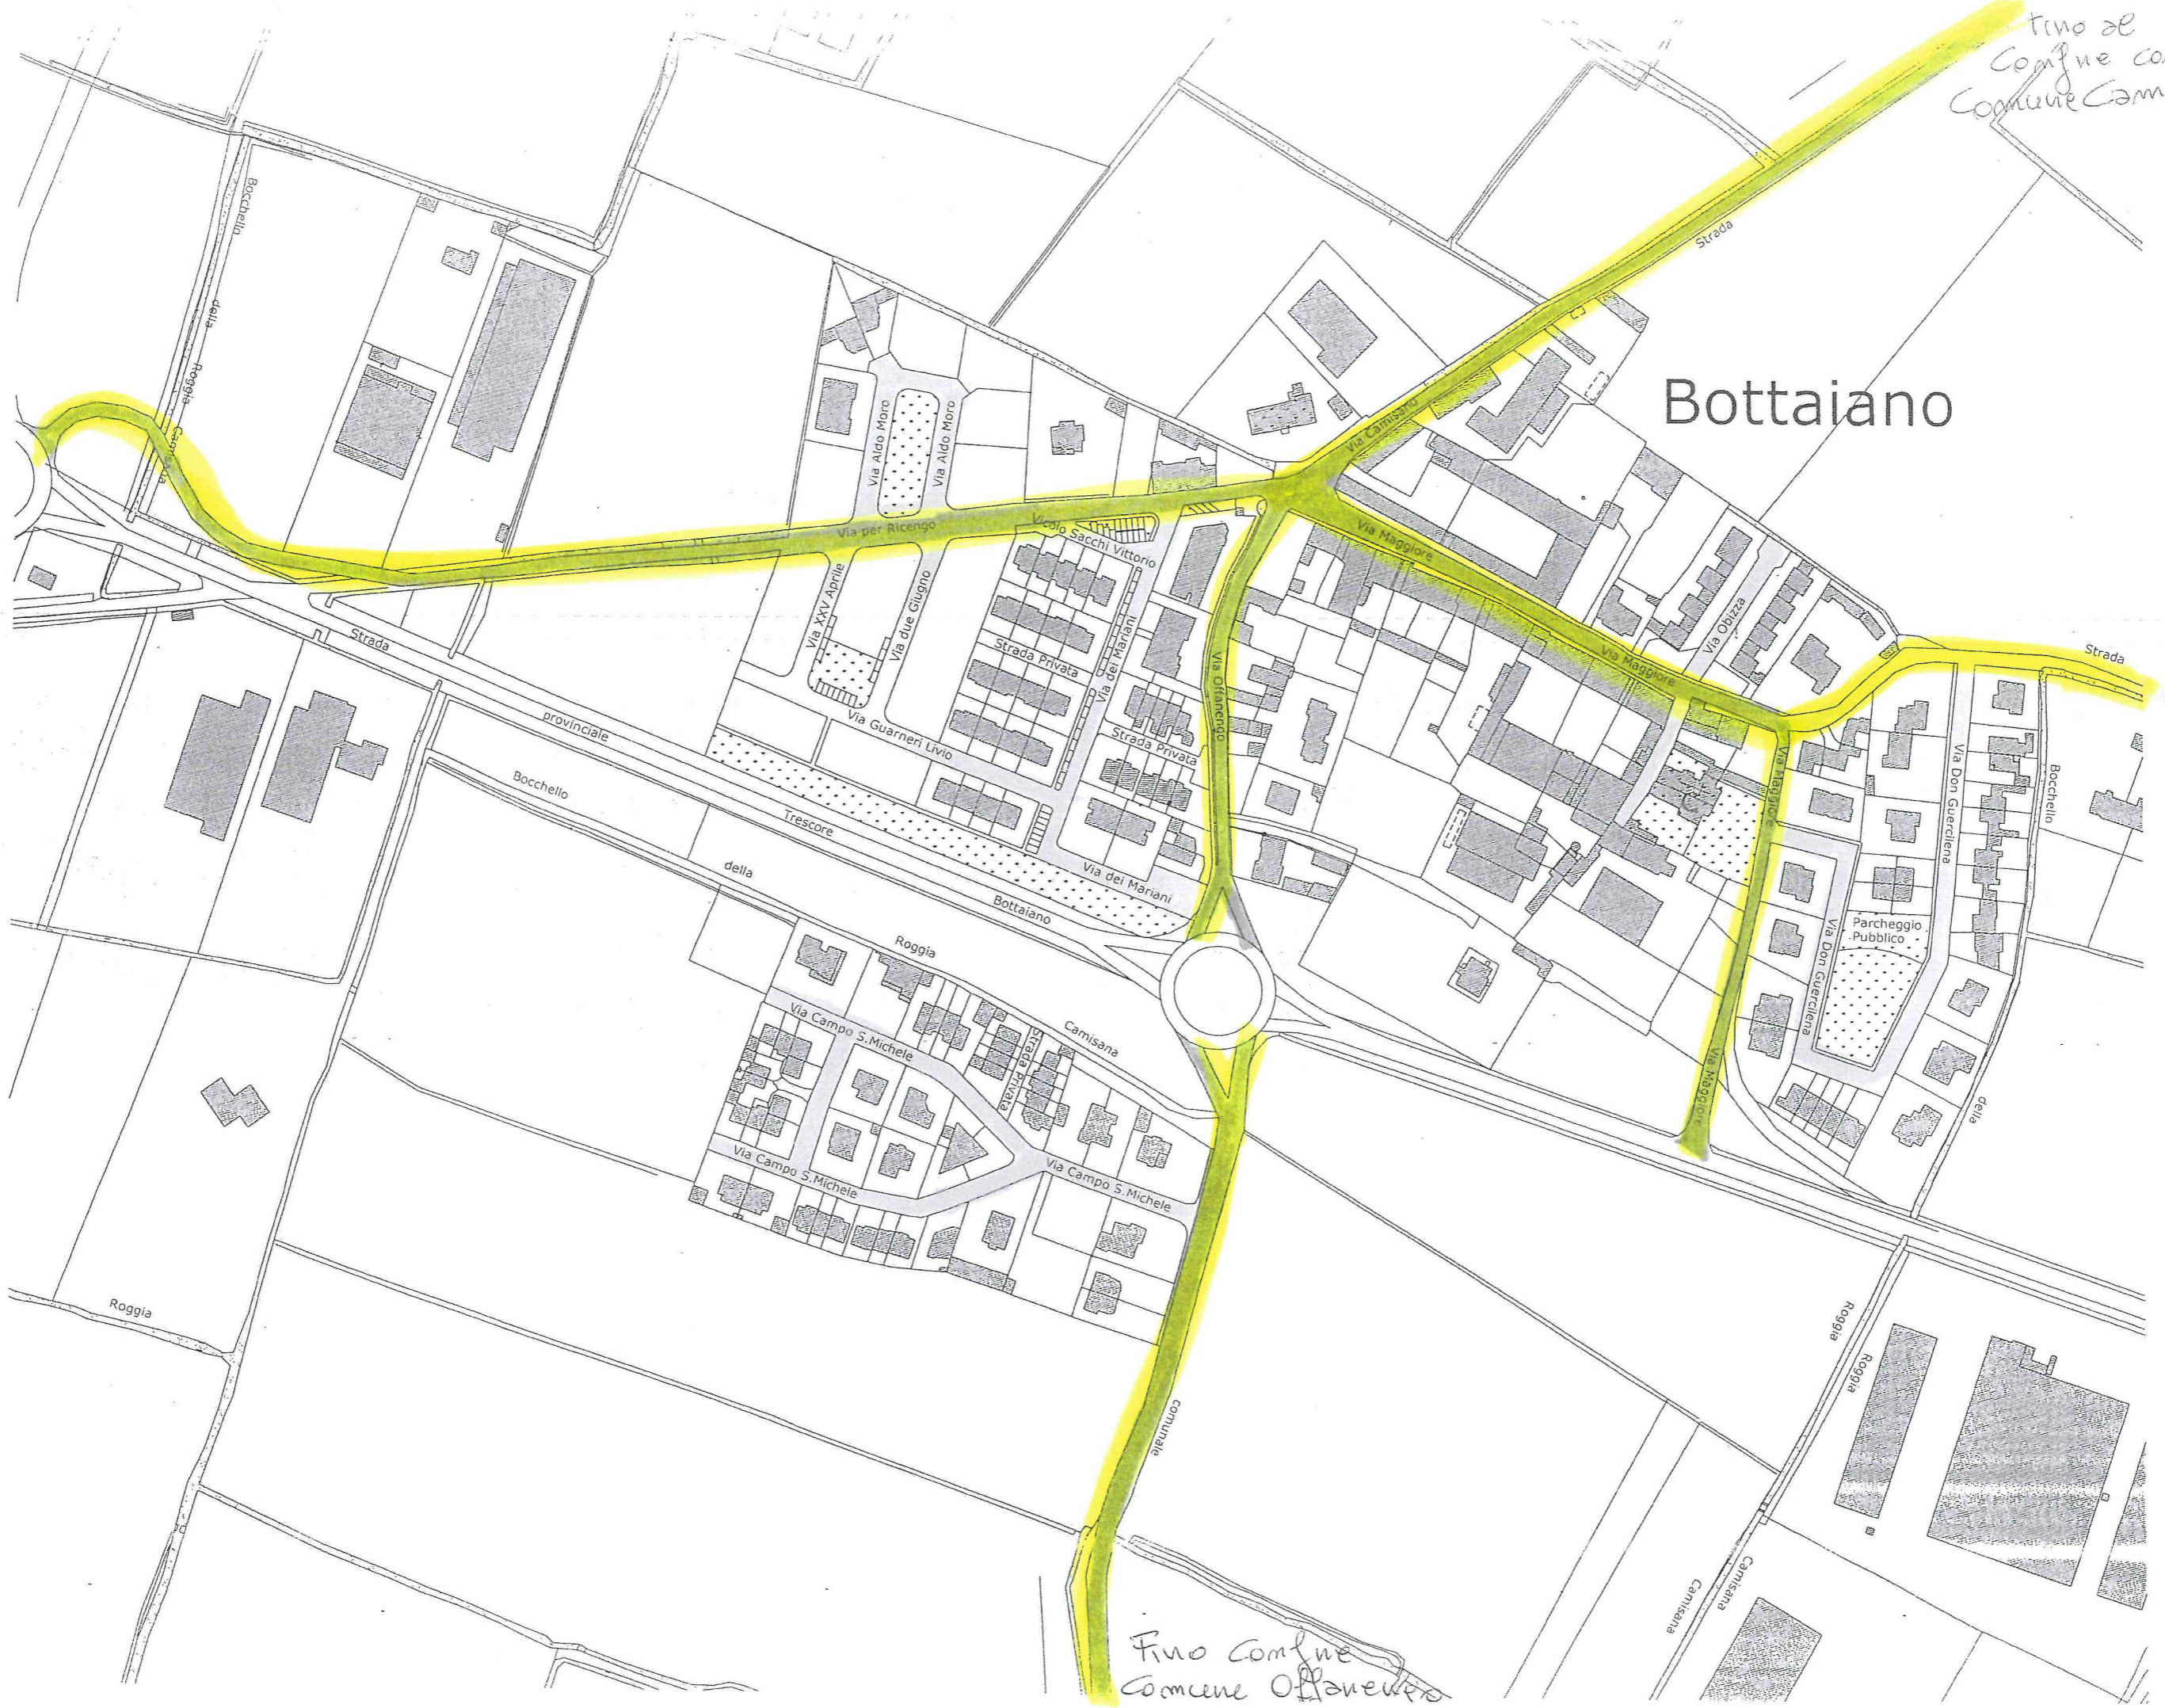 Fino al
Confine co
Comune Cam
Strada
Bottaiano
Bocchello
della
Roggia
Camisana
Via Camisano
Via Aldo Moro
Via Aldo Moro
Via per Ricengo
Vicolo Sacchi Vittorio
Via Maggiore
Via XXV Aprile
Via due Giugno
Via Obizza
Strada
Strada Privata
Via dei Mariani
Via Offanengo
Via Maggiore
Strada
provinciale
Via Guarneri Livio
Strada Privata
Via Maggiore
Via Don Guercilena
Bocchello
Bocchello
Trescore
della
Via dei Mariani
Bottaiano
Roggia
Parcheggio
Pubblico
Via Don Guercilena
Via Campo S.Michele
Camisana
Strada Privata
Via Maggiore
della
Via Campo S.Michele
Via Campo S.Michele
Roggia
Roggia
Roggia
comunale
Camisana
Camisana
Fino Confine
Comune Offanengo